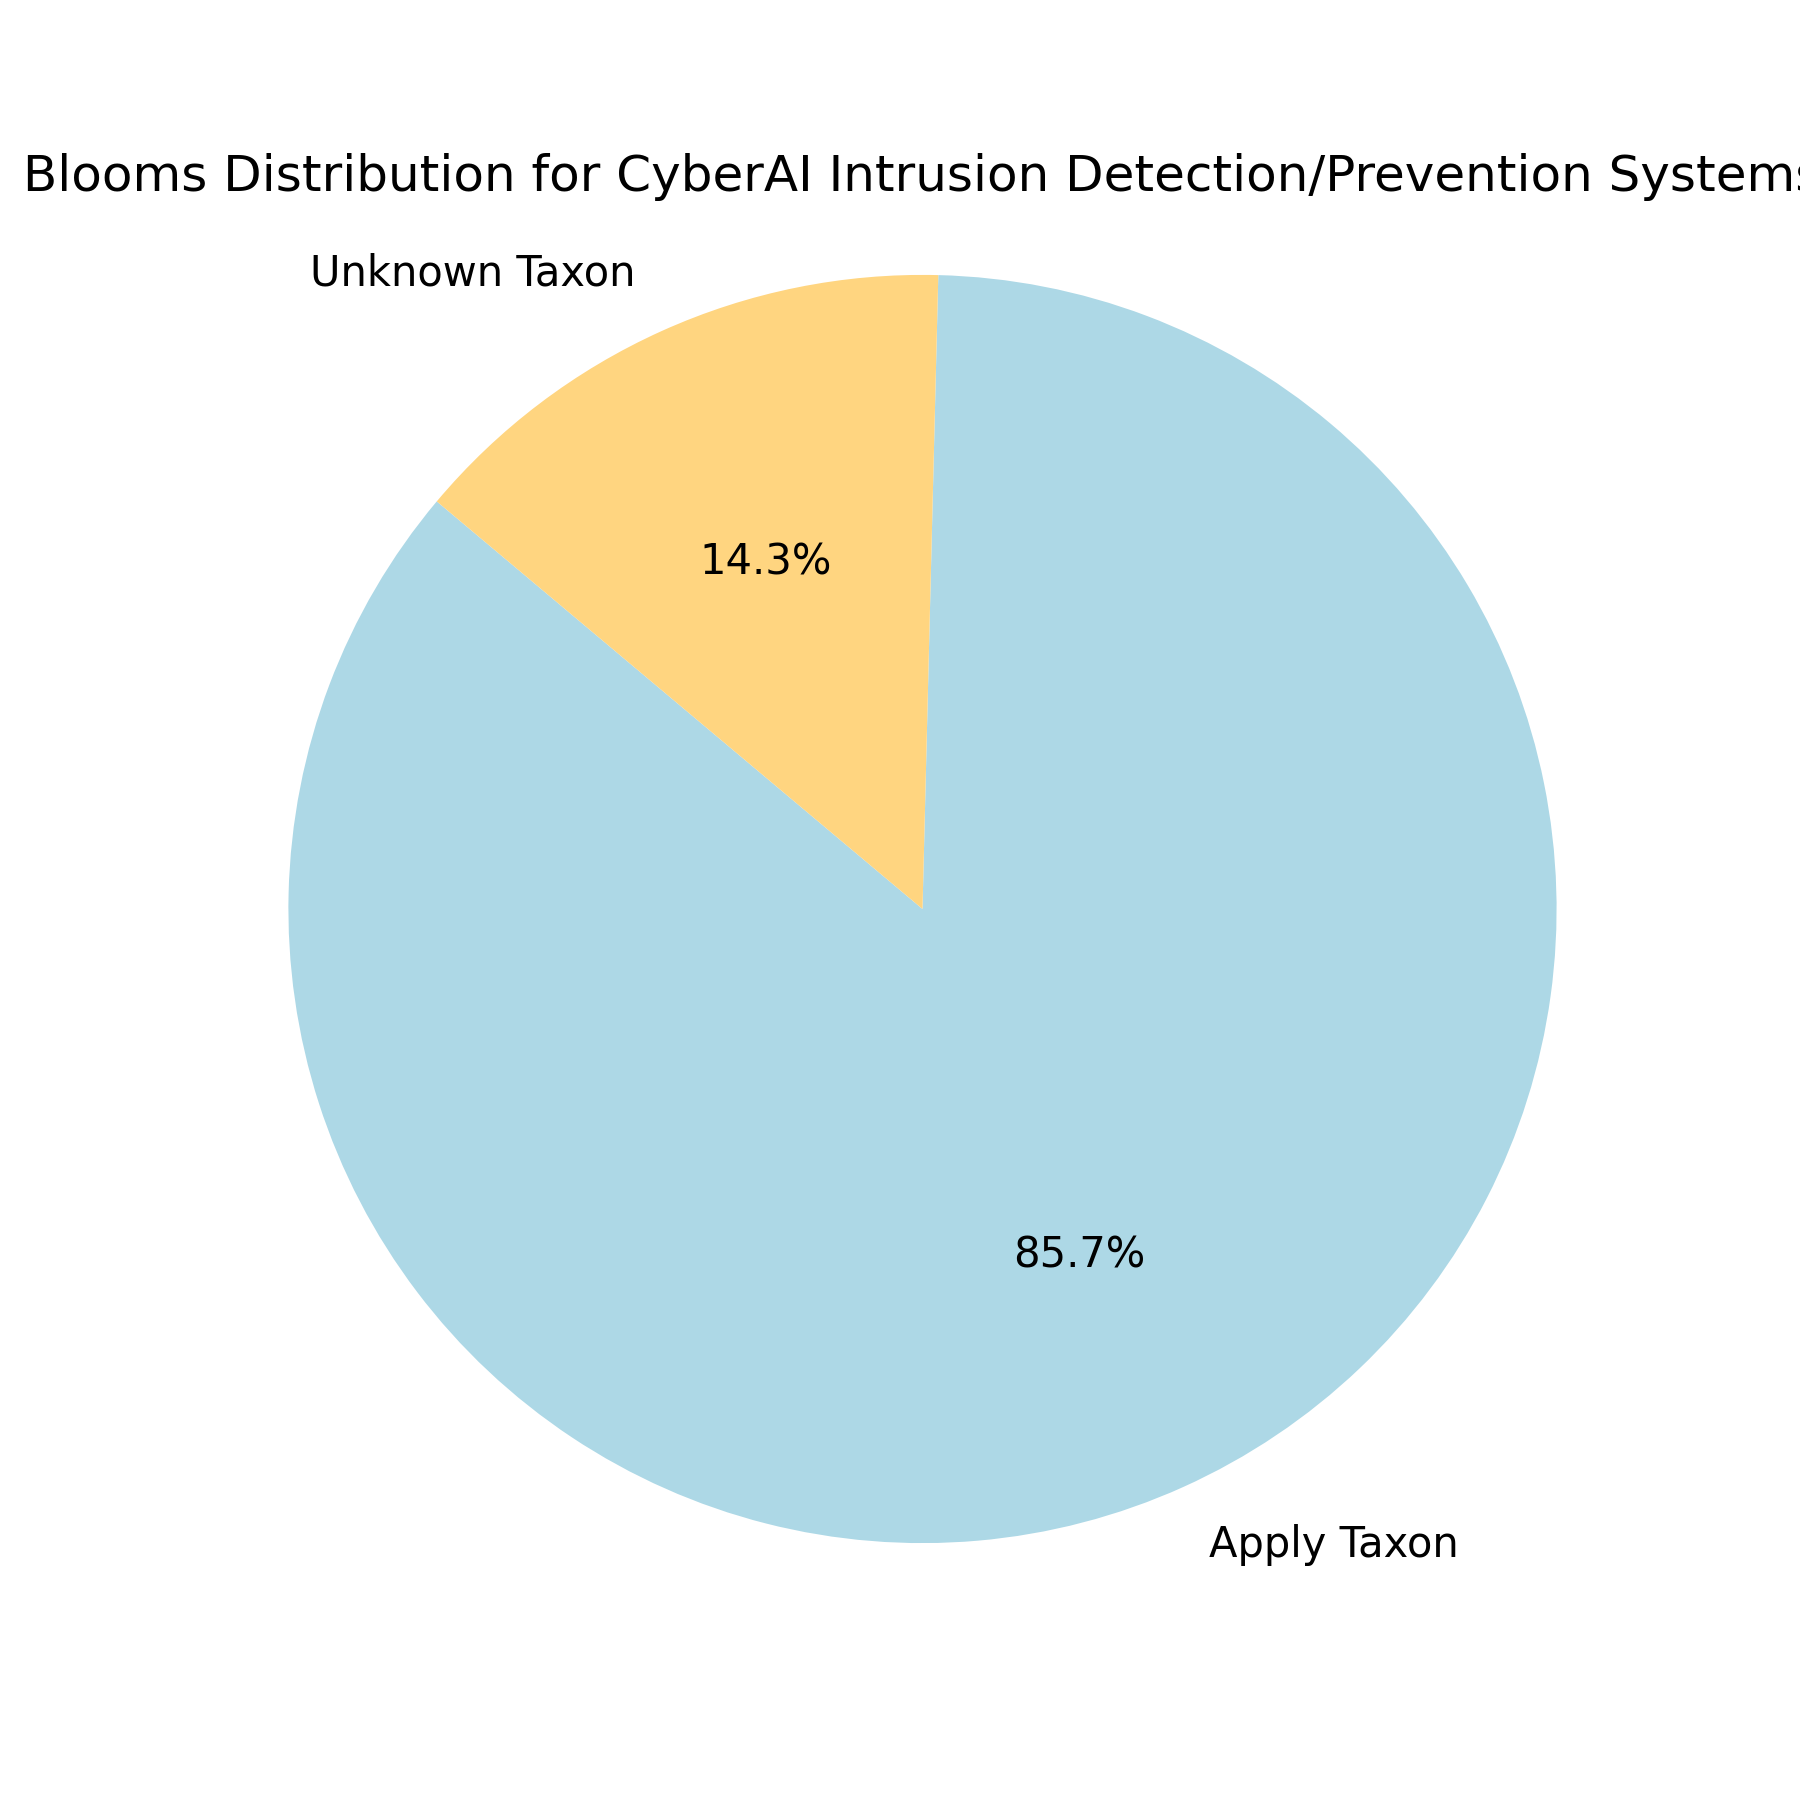 Blooms Distribution for CyberAI Intrusion Detection/Prevention Systems
Unknown Taxon
14.3%
85.7%
Apply Taxon